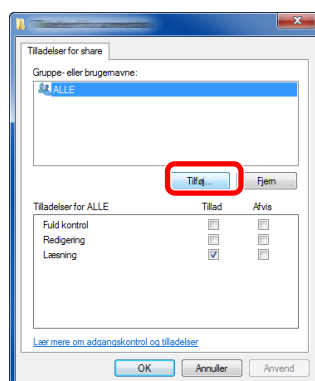 Tilladelser for share
Gruppe- eller brugernavne:
ALLE
Tilføj... Fjern
Tilladelser for ALLE Tillad Afvis
Fuld kontrol
Redigering
Læsning
Lær mere om adgangskontrol og tilladelser
OK Annuller Anvend